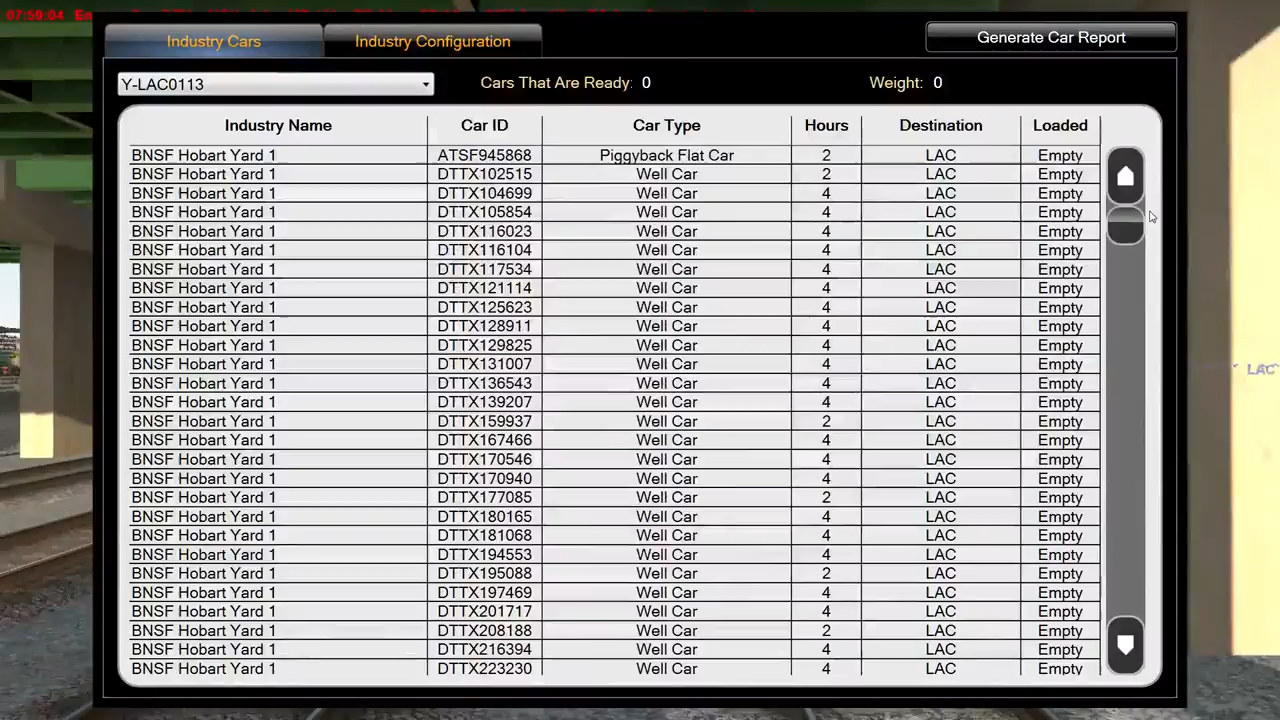 07:59:04 En
Industry Cars Industry Configuration Generate Car Report
Y-LAC0113 Cars That Are Ready: 0 Weight: 0
Industry Name Car ID Car Type Hours Destination Loaded
BNSF Hobart Yard 1 ATSF945868 Piggyback Flat Car 2 LAC Empty
BNSF Hobart Yard 1 DTTX102515 Well Car 2 LAC Empty
BNSF Hobart Yard 1 DTTX104699 Well Car 4 LAC Empty
BNSF Hobart Yard 1 DTTX105854 Well Car 4 LAC Empty
BNSF Hobart Yard 1 DTTX116023 Well Car 4 LAC Empty
BNSF Hobart Yard 1 DTTX116104 Well Car 4 LAC Empty
BNSF Hobart Yard 1 DTTX117534 Well Car 4 LAC Empty
BNSF Hobart Yard 1 DTTX121114 Well Car 4 LAC Empty
BNSF Hobart Yard 1 DTTX125623 Well Car 4 LAC Empty
BNSF Hobart Yard 1 DTTX128911 Well Car 4 LAC Empty
BNSF Hobart Yard 1 DTTX129825 Well Car 4 LAC Empty
BNSF Hobart Yard 1 DTTX131007 Well Car 4 LAC Empty
BNSF Hobart Yard 1 DTTX136543 Well Car 4 LAC Empty
BNSF Hobart Yard 1 DTTX139207 Well Car 4 LAC Empty
BNSF Hobart Yard 1 DTTX159937 Well Car 2 LAC Empty
BNSF Hobart Yard 1 DTTX167466 Well Car 4 LAC Empty
BNSF Hobart Yard 1 DTTX170546 Well Car 4 LAC Empty
BNSF Hobart Yard 1 DTTX170940 Well Car 4 LAC Empty
BNSF Hobart Yard 1 DTTX177085 Well Car 2 LAC Empty
BNSF Hobart Yard 1 DTTX180165 Well Car 4 LAC Empty
BNSF Hobart Yard 1 DTTX181068 Well Car 4 LAC Empty
BNSF Hobart Yard 1 DTTX194553 Well Car 4 LAC Empty
BNSF Hobart Yard 1 DTTX195088 Well Car 2 LAC Empty
BNSF Hobart Yard 1 DTTX197469 Well Car 4 LAC Empty
BNSF Hobart Yard 1 DTTX201717 Well Car 4 LAC Empty
BNSF Hobart Yard 1 DTTX208188 Well Car 2 LAC Empty
BNSF Hobart Yard 1 DTTX216394 Well Car 4 LAC Empty
BNSF Hobart Yard 1 DTTX223230 Well Car 4 LAC Empty
LAC